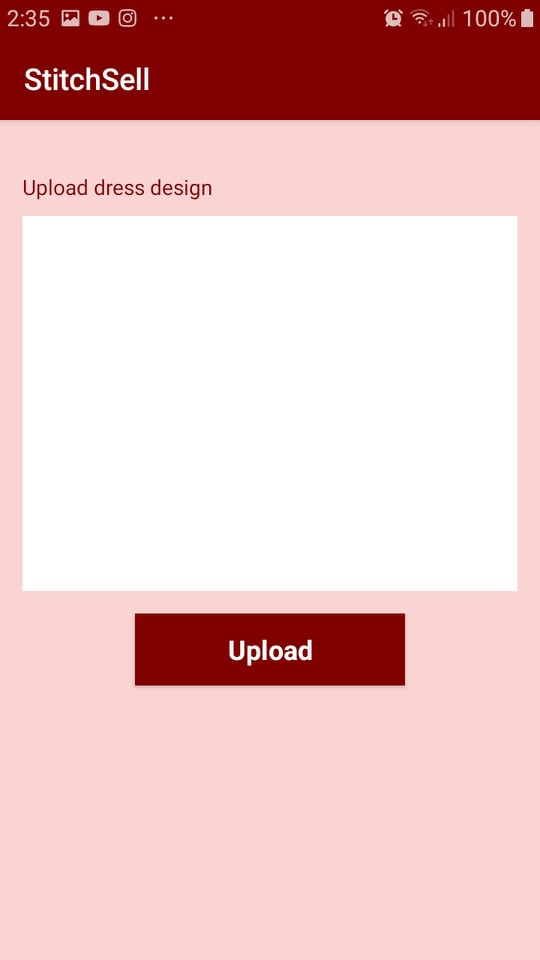 2:35 100%
StitchSell
Upload dress design
Upload